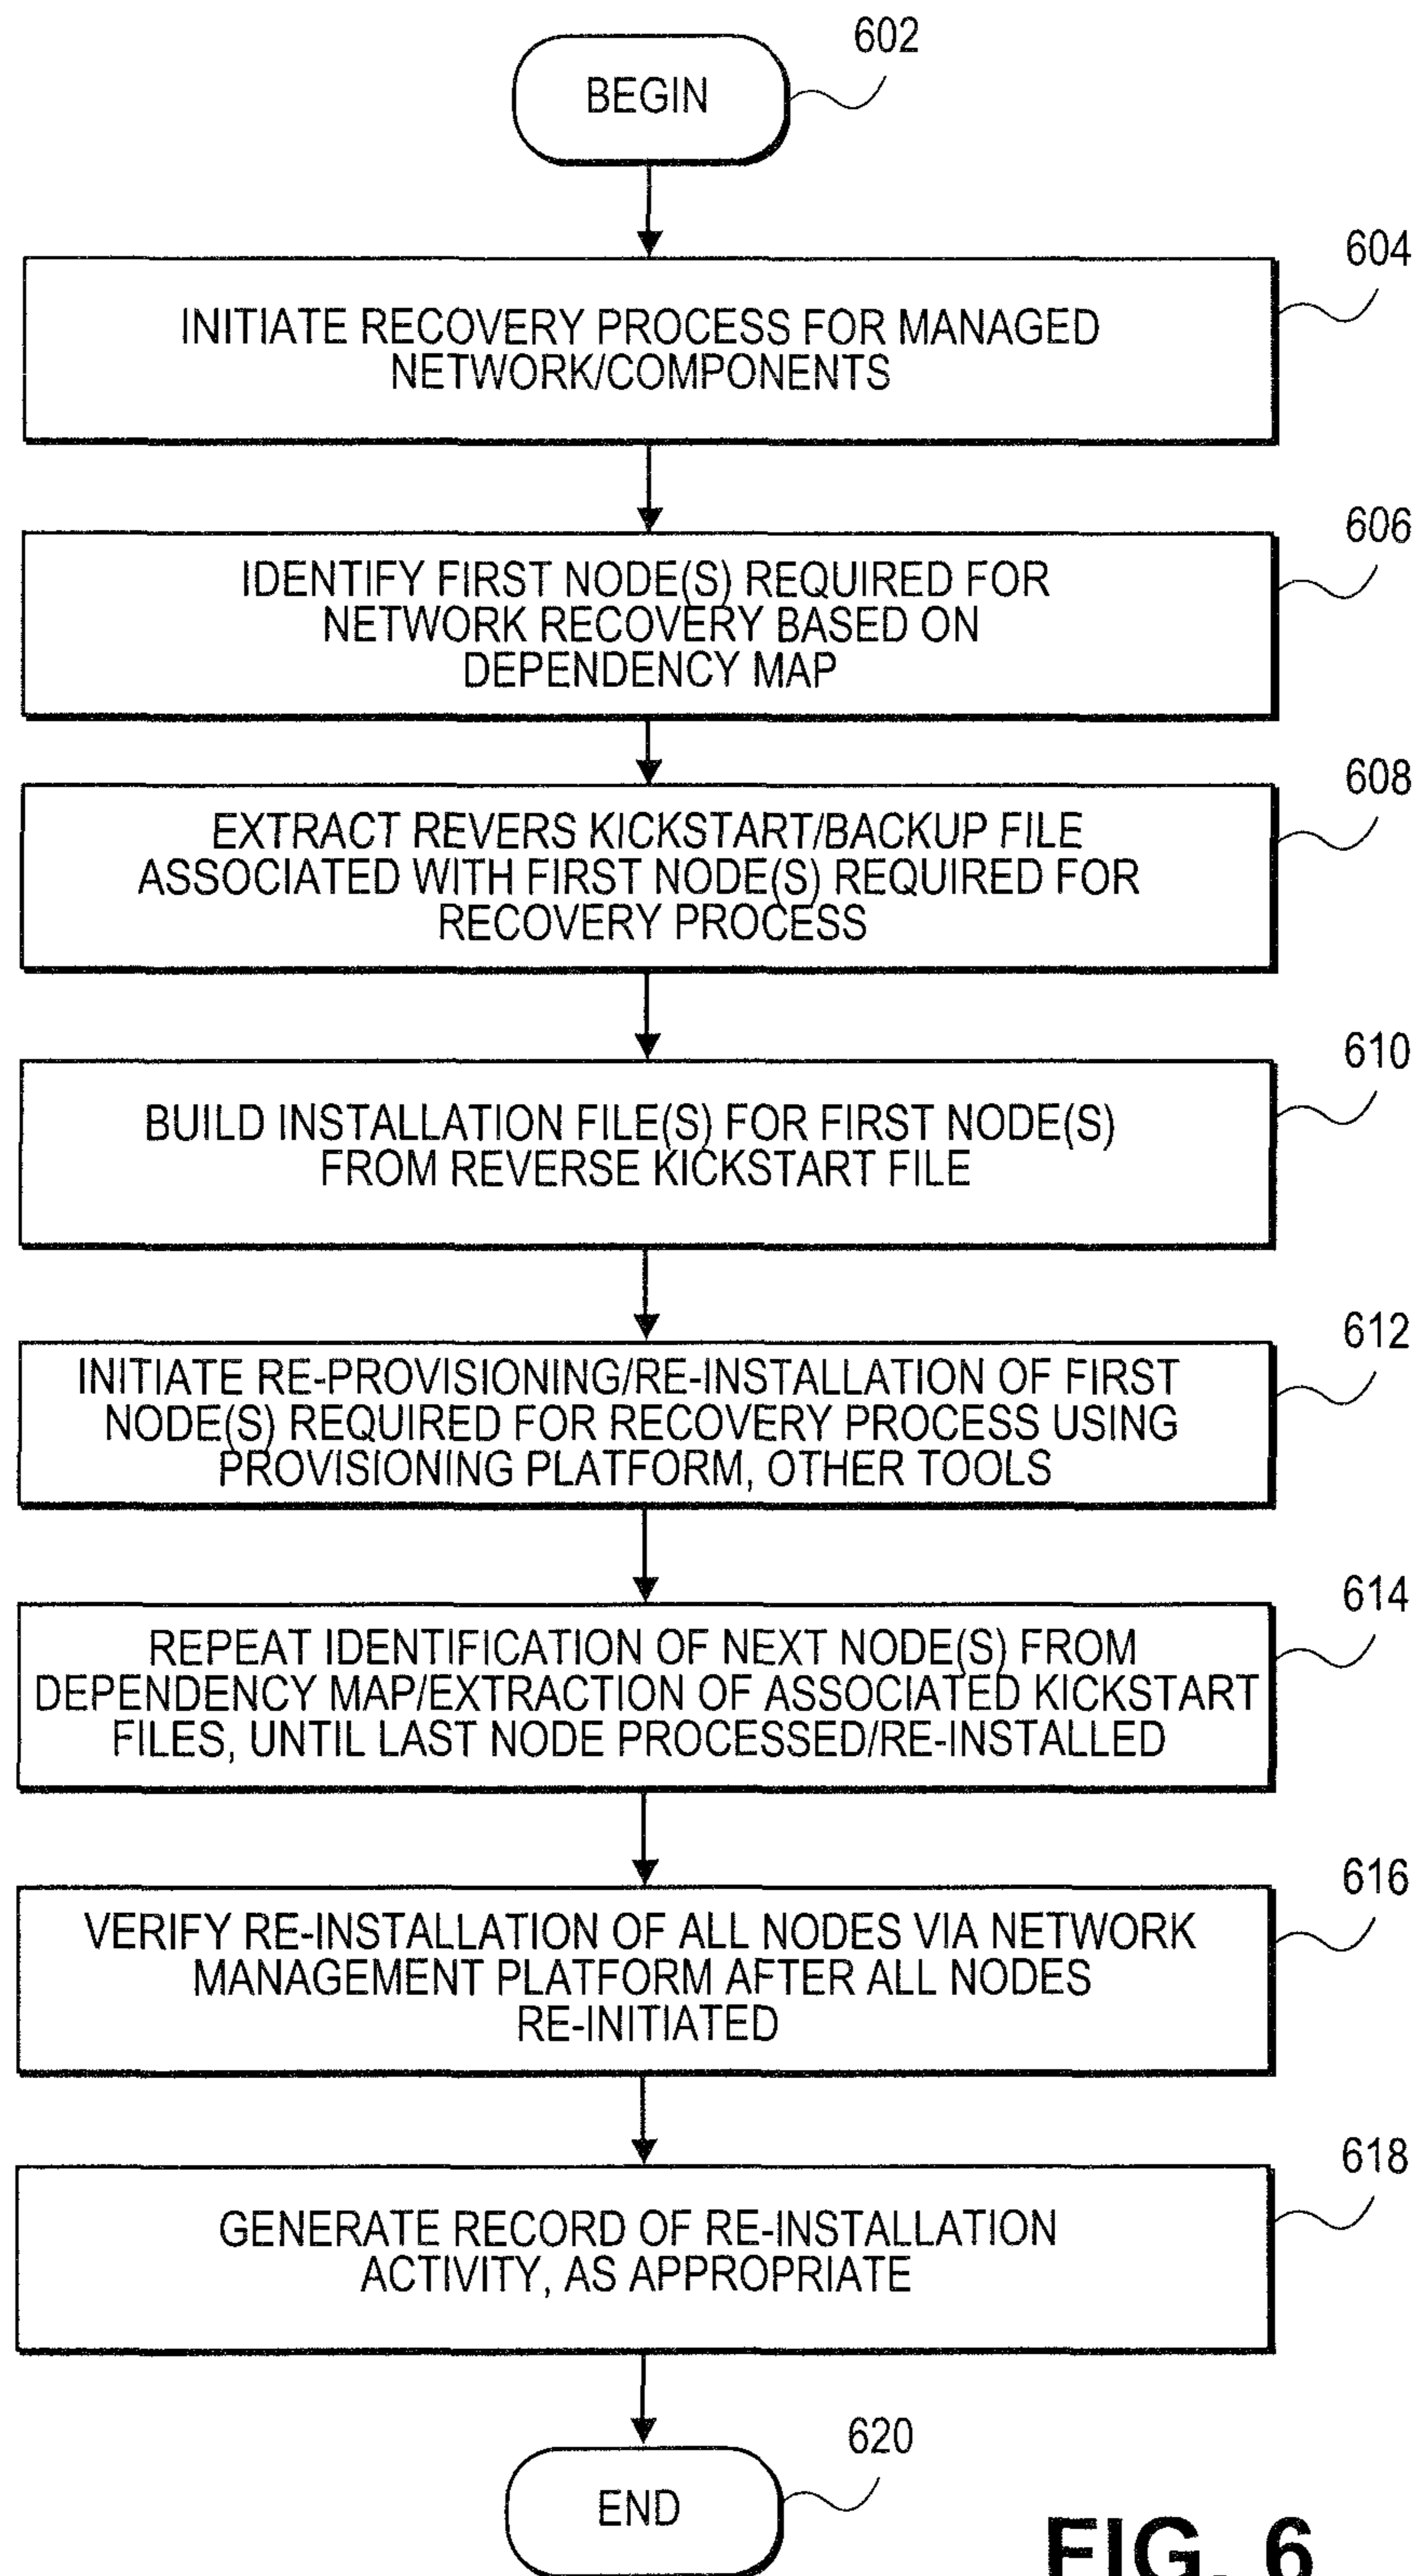 602
BEGIN
604
INITIATE RECOVERY PROCESS FOR MANAGED
NETWORK/COMPONENTS
606
IDENTIFY FIRST NODE(S) REQUIRED FOR
NETWORK RECOVERY BASED ON
DEPENDENCY MAP
608
EXTRACT REVERS KICKSTART/BACKUP FILE
ASSOCIATED WITH FIRST NODE(S) REQUIRED FOR
RECOVERY PROCESS
610
BUILD INSTALLATION FILE(S) FOR FIRST NODE(S)
FROM REVERSE KICKSTART FILE
612
INITIATE RE-PROVISIONING/RE-INSTALLATION OF FIRST
NODE(S) REQUIRED FOR RECOVERY PROCESS USING
PROVISIONING PLATFORM, OTHER TOOLS
614
REPEAT IDENTIFICATION OF NEXT NODE(S) FROM
DEPENDENCY MAP/EXTRACTION OF ASSOCIATED KICKSTART
FILES, UNTIL LAST NODE PROCESSED/RE-INSTALLED
616
VERIFY RE-INSTALLATION OF ALL NODES VIA NETWORK
MANAGEMENT PLATFORM AFTER ALL NODES
RE-INITIATED
618
GENERATE RECORD OF RE-INSTALLATION
ACTIVITY, AS APPROPRIATE
620
END
FIG. 6